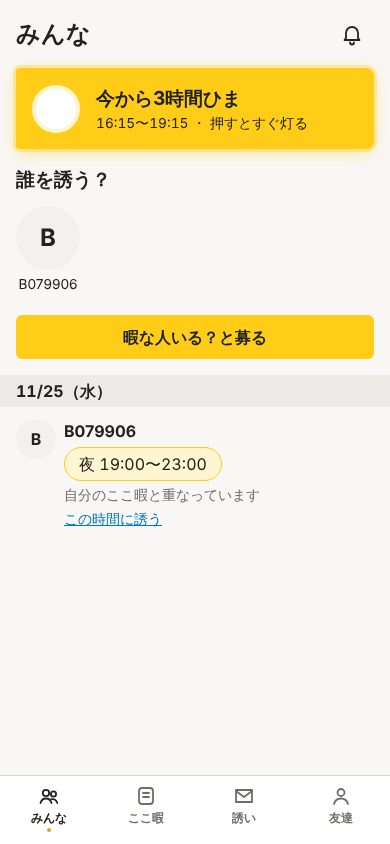 みんな
今から3時間ひま
16:15〜19:15 ・ 押すとすぐ灯る
誰を誘う？
B
B079906
暇な人いる？と募る
11/25（水）
B
B079906
夜 19:00〜23:00
自分のここ暇と重なっています
この時間に誘う
みんな
ここ暇
誘い
友達